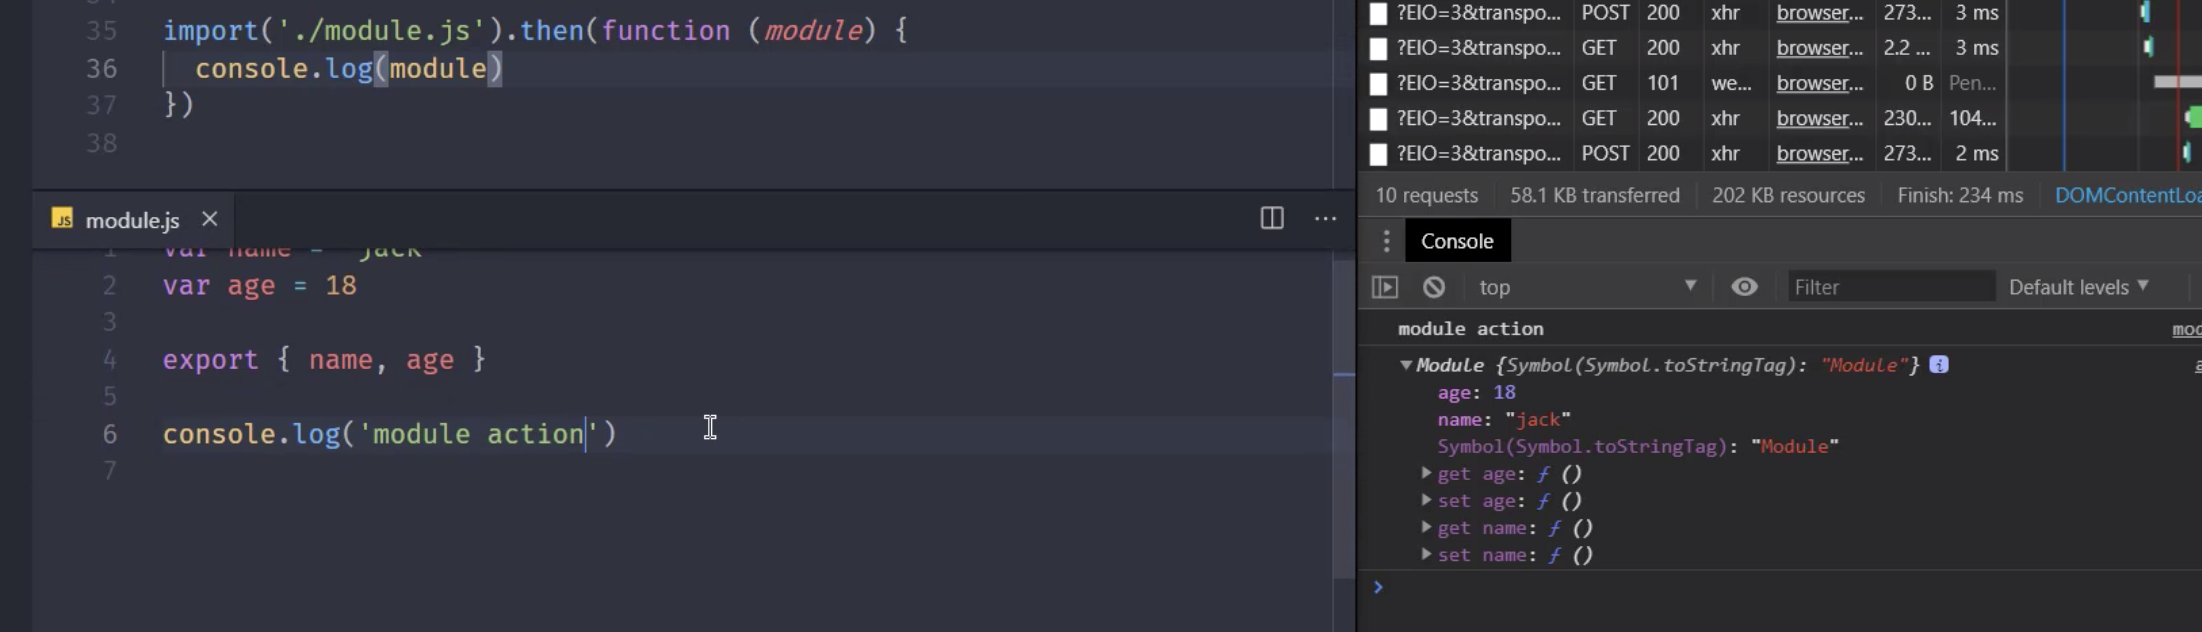 35 import('./module.js').then(function (module) {
36 console.log(module)
37 })
38
module.js
1 var name = 'jack'
2 var age = 18
3
4 export { name, age }
5
6 console.log('module action')
7
?EIO=3&transpo... POST 200 xhr browser... 273... 3 ms
?EIO=3&transpo... GET 200 xhr browser... 2.2 ... 3 ms
?EIO=3&transpo... GET 101 we... browser... 0 B Pen...
?EIO=3&transpo... GET 200 xhr browser... 230... 104...
?EIO=3&transpo... POST 200 xhr browser... 273... 2 ms
10 requests 58.1 KB transferred 202 KB resources Finish: 234 ms DOMContentLoa
Console
top Filter Default levels
module action mod
Module {Symbol(Symbol.toStringTag): "Module"} i
age: 18
name: "jack"
Symbol(Symbol.toStringTag): "Module"
get age: ƒ ()
set age: ƒ ()
get name: ƒ ()
set name: ƒ ()